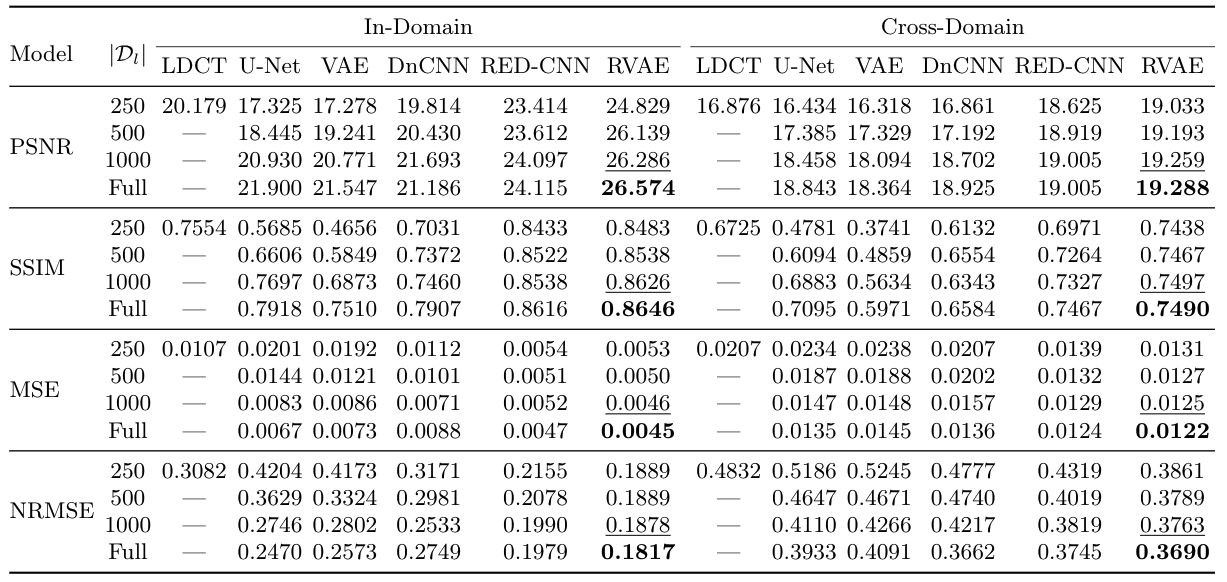 In-Domain Cross-Domain
Model |𝒟ₗ| LDCT U-Net VAE DnCNN RED-CNN RVAE LDCT U-Net VAE DnCNN RED-CNN RVAE
250 20.179 17.325 17.278 19.814 23.414 24.829 16.876 16.434 16.318 16.861 18.625 19.033
500 — 18.445 19.241 20.430 23.612 26.139 — 17.385 17.329 17.192 18.919 19.193
PSNR
1000 — 20.930 20.771 21.693 24.097 26.286 — 18.458 18.094 18.702 19.005 19.259
Full — 21.900 21.547 21.186 24.115 26.574 — 18.843 18.364 18.925 19.005 19.288
250 0.7554 0.5685 0.4656 0.7031 0.8433 0.8483 0.6725 0.4781 0.3741 0.6132 0.6971 0.7438
500 — 0.6606 0.5849 0.7372 0.8522 0.8538 — 0.6094 0.4859 0.6554 0.7264 0.7467
SSIM
1000 — 0.7697 0.6873 0.7460 0.8538 0.8626 — 0.6883 0.5634 0.6343 0.7327 0.7497
Full — 0.7918 0.7510 0.7907 0.8616 0.8646 — 0.7095 0.5971 0.6584 0.7467 0.7490
250 0.0107 0.0201 0.0192 0.0112 0.0054 0.0053 0.0207 0.0234 0.0238 0.0207 0.0139 0.0131
500 — 0.0144 0.0121 0.0101 0.0051 0.0050 — 0.0187 0.0188 0.0202 0.0132 0.0127
MSE
1000 — 0.0083 0.0086 0.0071 0.0052 0.0046 — 0.0147 0.0148 0.0157 0.0129 0.0125
Full — 0.0067 0.0073 0.0088 0.0047 0.0045 — 0.0135 0.0145 0.0136 0.0124 0.0122
250 0.3082 0.4204 0.4173 0.3171 0.2155 0.1889 0.4832 0.5186 0.5245 0.4777 0.4319 0.3861
500 — 0.3629 0.3324 0.2981 0.2078 0.1889 — 0.4647 0.4671 0.4740 0.4019 0.3789
NRMSE
1000 — 0.2746 0.2802 0.2533 0.1990 0.1878 — 0.4110 0.4266 0.4217 0.3819 0.3763
Full — 0.2470 0.2573 0.2749 0.1979 0.1817 — 0.3933 0.4091 0.3662 0.3745 0.3690